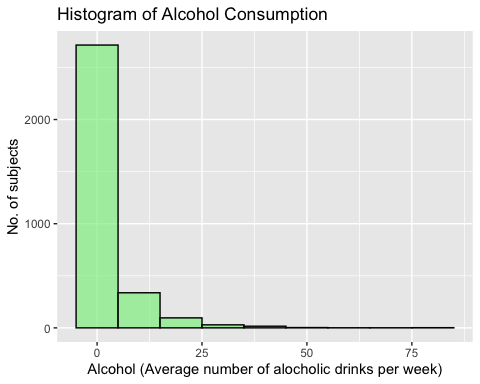 Histogram of Alcohol Consumption
No. of subjects
2000
1000
0
0 25 50 75
Alcohol (Average number of alocholic drinks per week)